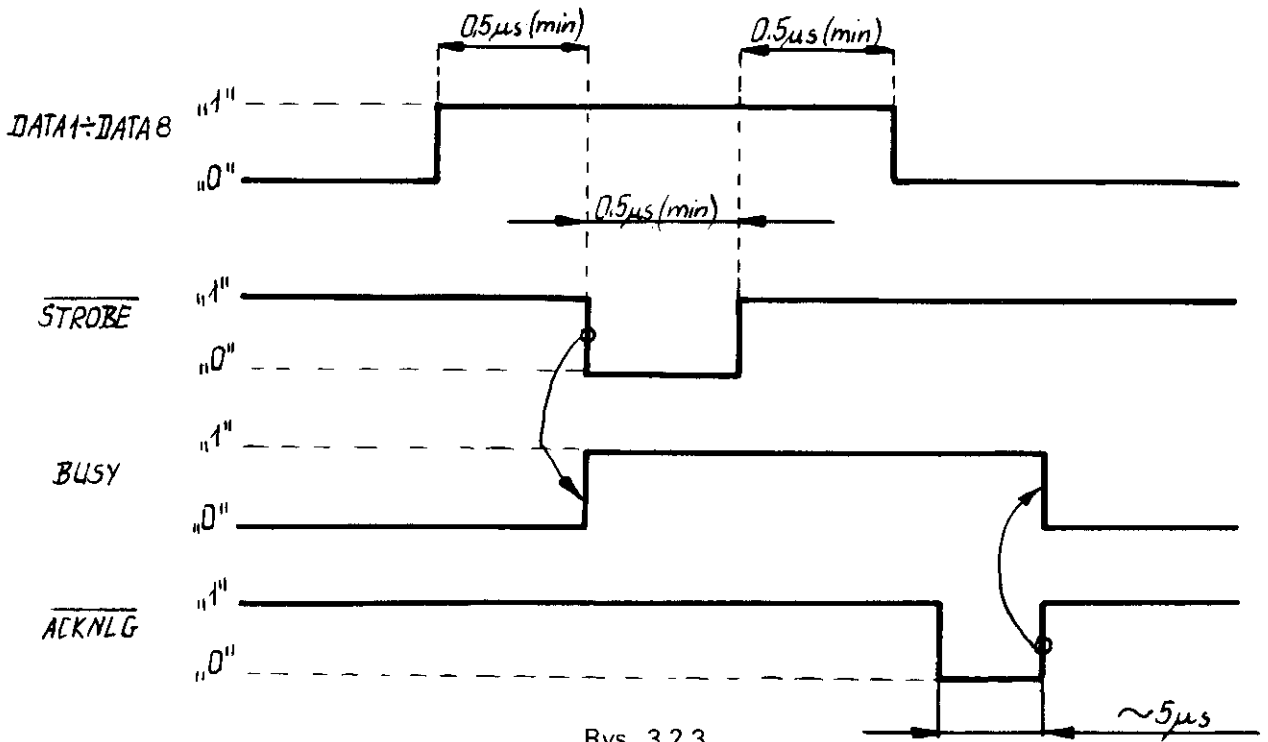 0.5µs (min) 0.5µs (min)
„1"
DATA1÷DATA8
„0"
0.5µs (min)
„1"
STROBE
„0"
„1"
BUSY
„0"
„1"
ACKNLG
„0"
~5µs
Rys. 3.2.3